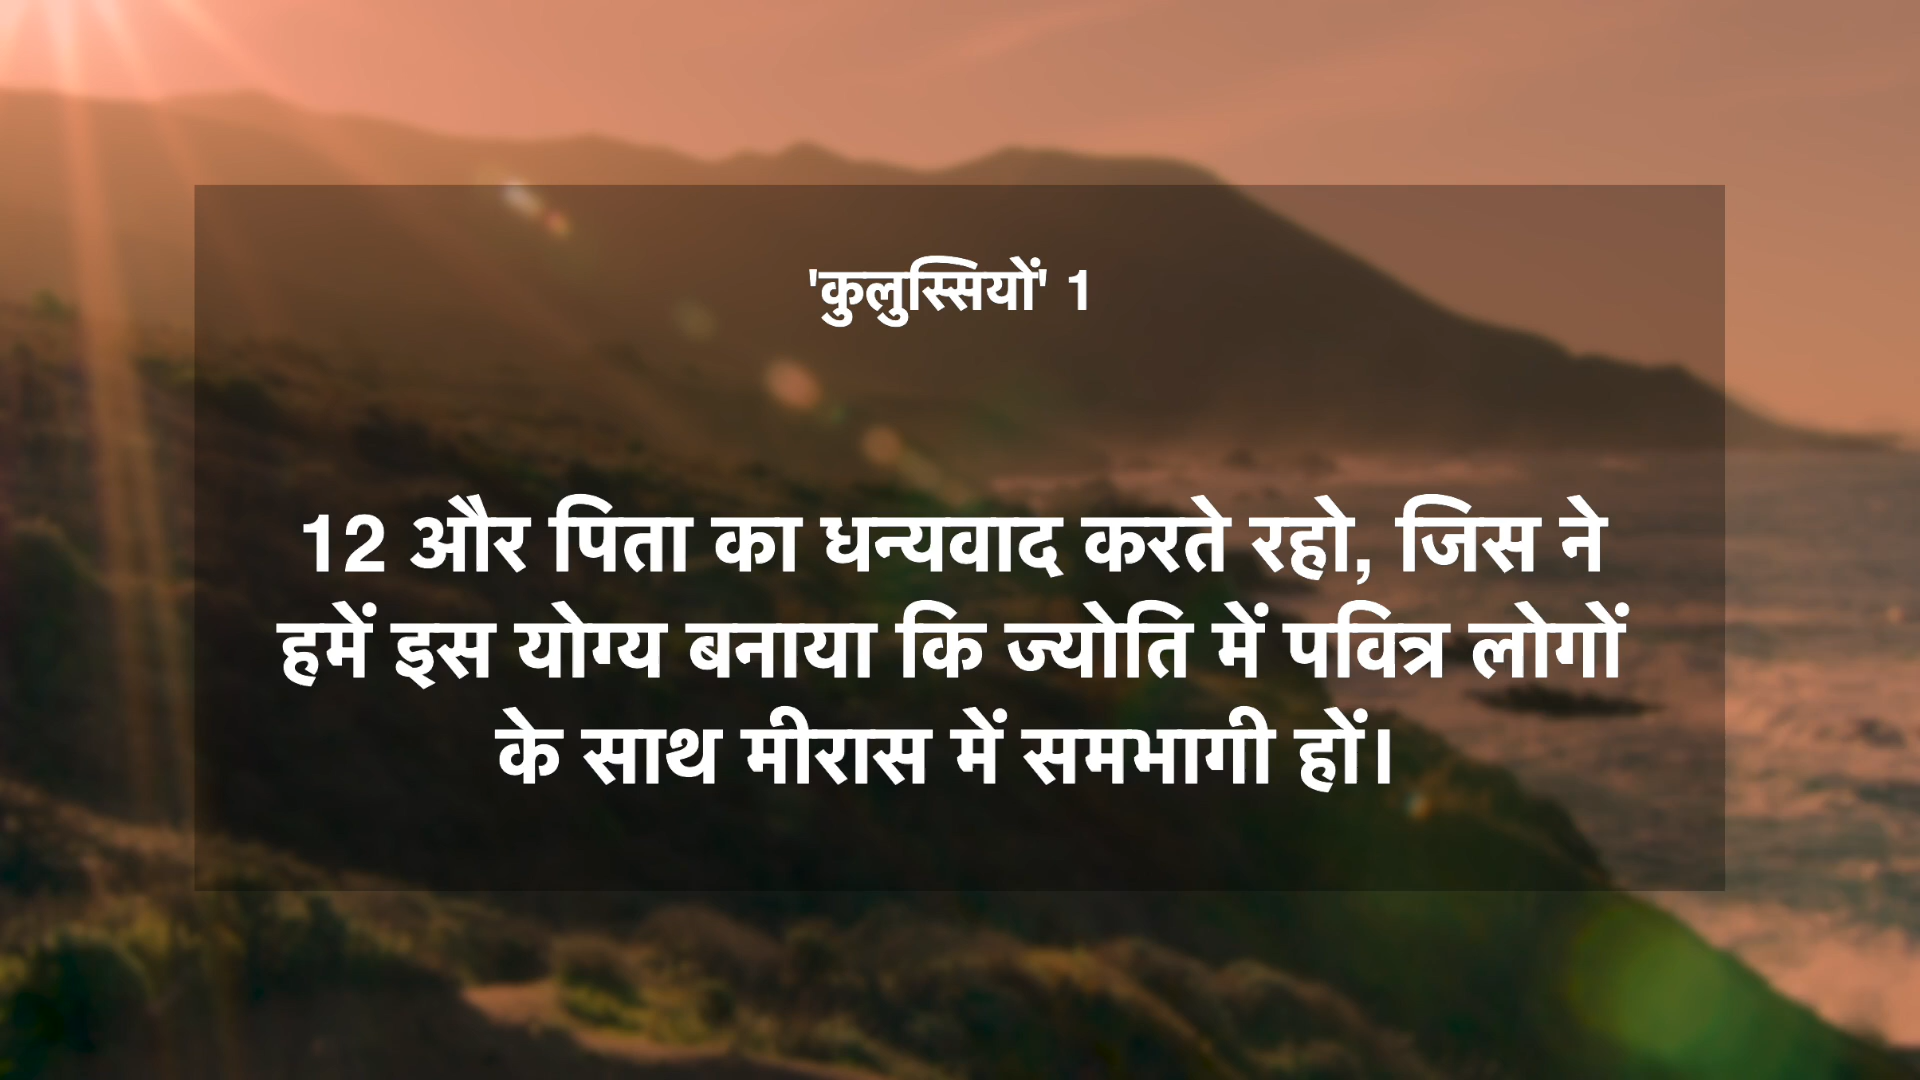 'कुलुस्सियों' 1
12 और पिता का धन्यवाद करते रहो, जिस ने
हमें इस योग्य बनाया कि ज्योति में पवित्र लोगों
के साथ मीरास में समभागी हों।